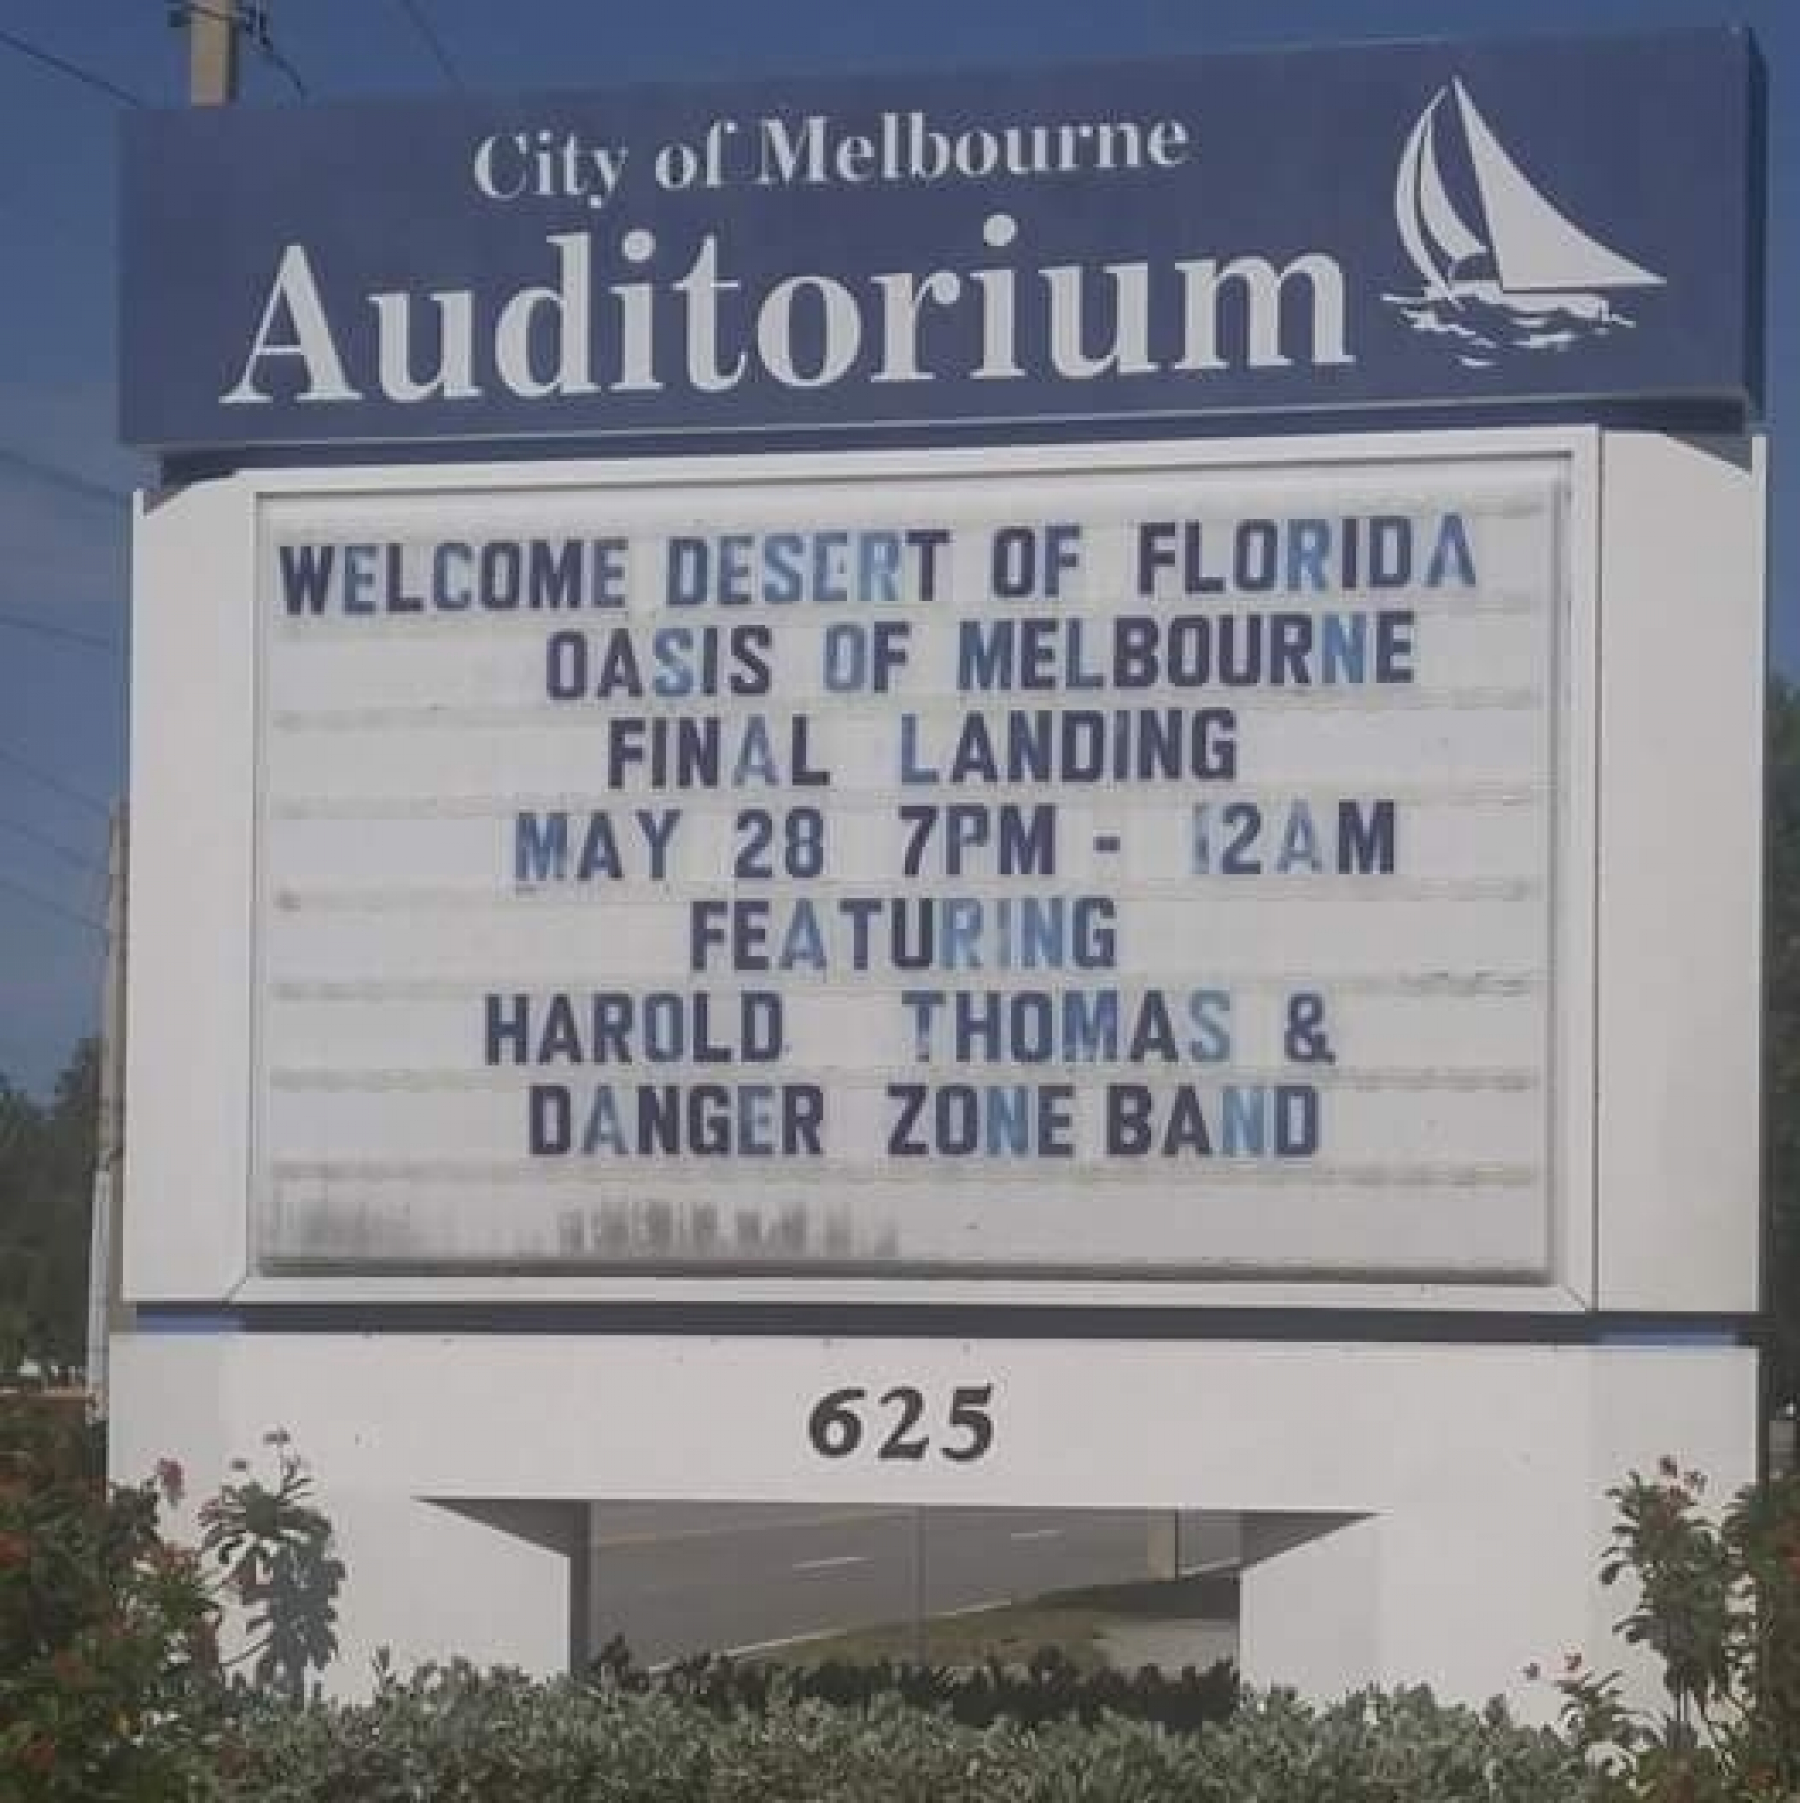 City of Melbourne
Auditorium
WELCOME DESERT OF FLORIDA
OASIS OF MELBOURNE
FINAL LANDING
MAY 28 7PM - 12AM
FEATURING
HAROLD THOMAS &
DANGER ZONE BAND
625